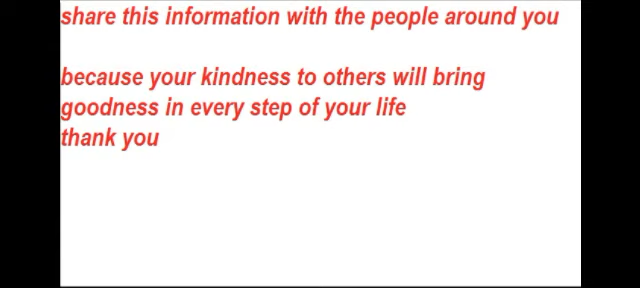 share this information with the people around you
because your kindness to others will bring
goodness in every step of your life
thank you